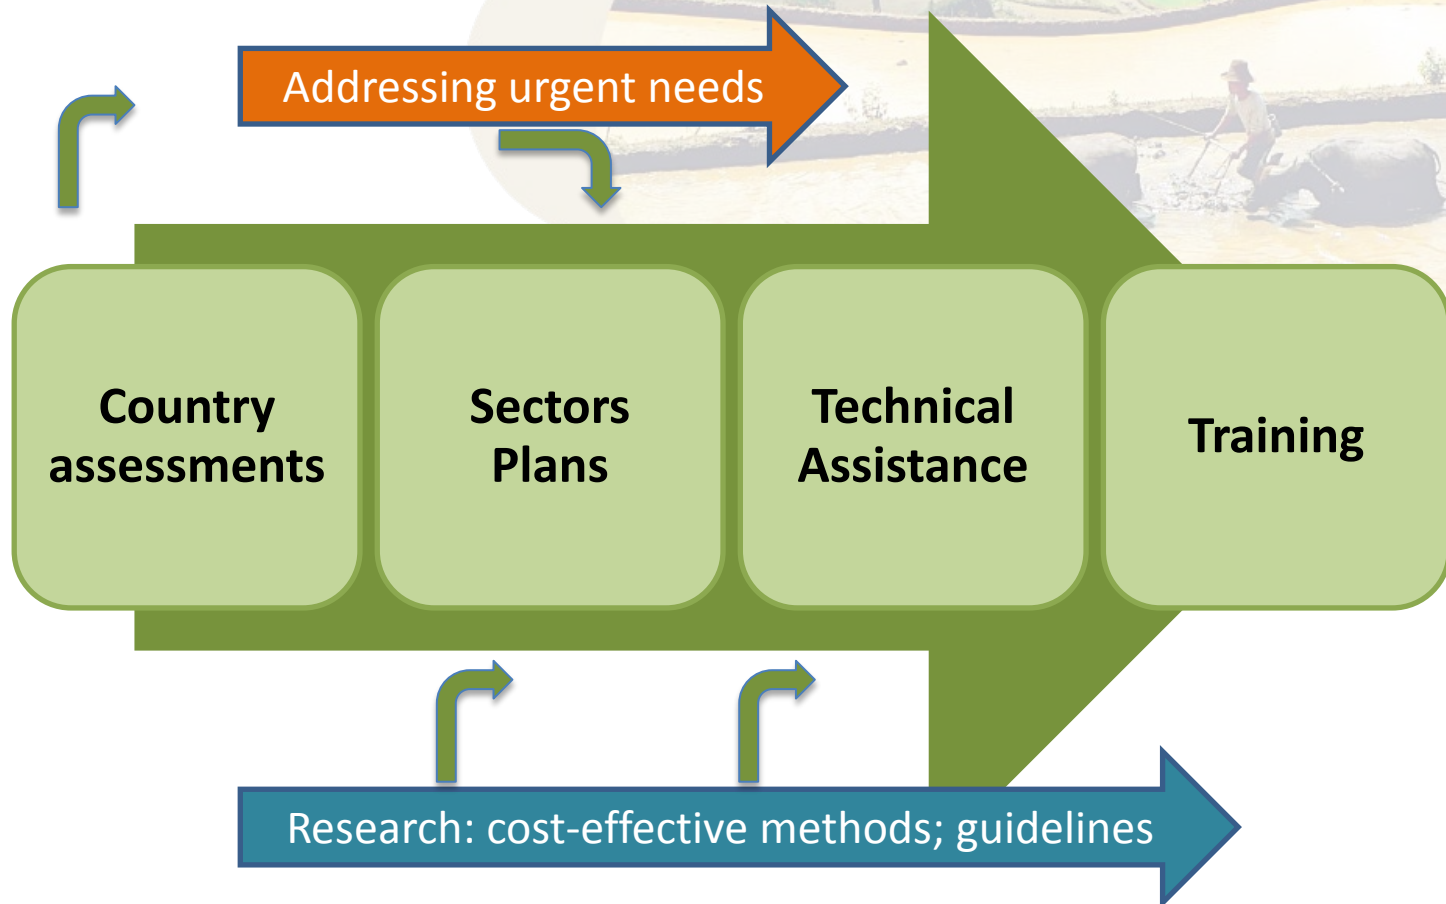 Addressing urgent needs
Country
assessments
Sectors
Plans
Technical
Assistance
Training
Research: cost-effective methods; guidelines